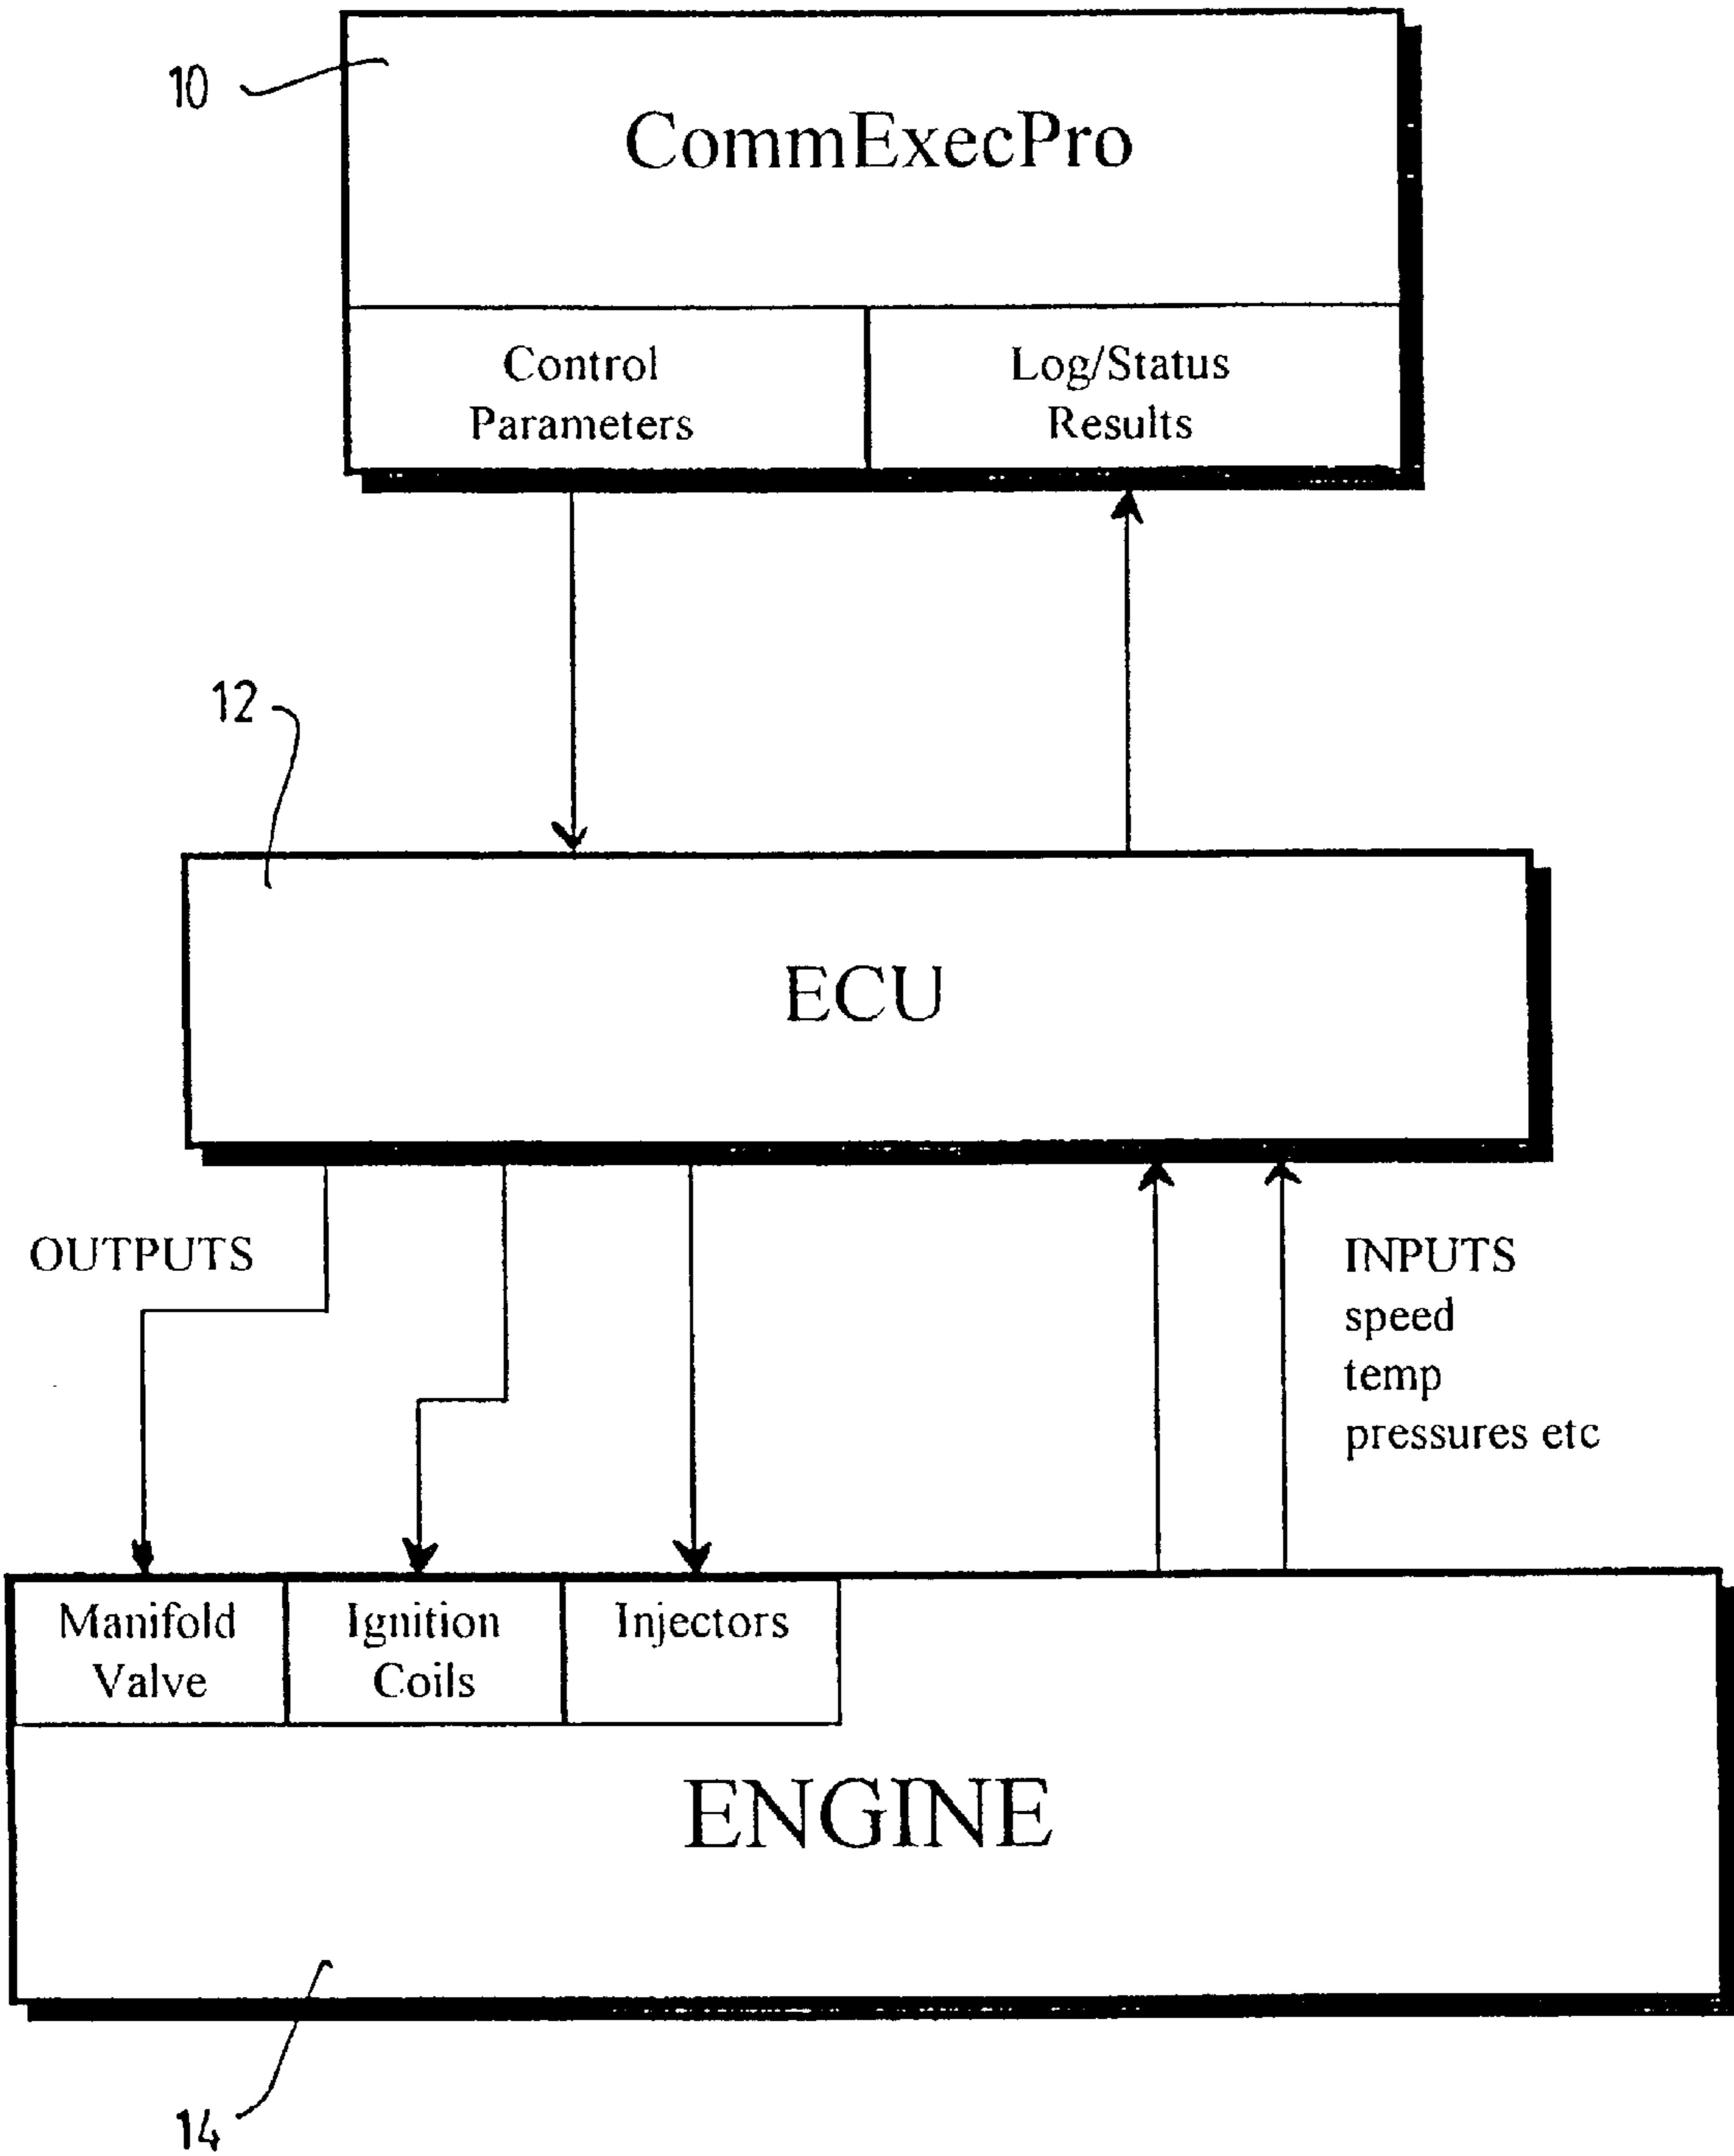 10
CommExecPro
Control
Parameters
Log/Status
Results
12
ECU
OUTPUTS
INPUTS
speed
temp
pressures etc
Manifold
Valve
Ignition
Coils
Injectors
ENGINE
14